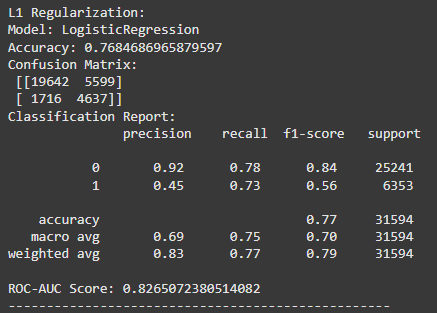 L1 Regularization:
Model: LogisticRegression
Accuracy: 0.7684686965879597
Confusion Matrix:
[[19642  5599]
[ 1716  4637]]
Classification Report:
precision    recall  f1-score   support
0       0.92      0.78      0.84     25241
1       0.45      0.73      0.56      6353
accuracy                           0.77     31594
macro avg       0.69      0.75      0.70     31594
weighted avg       0.83      0.77      0.79     31594
ROC-AUC Score: 0.8265072380514082
--------------------------------------------------